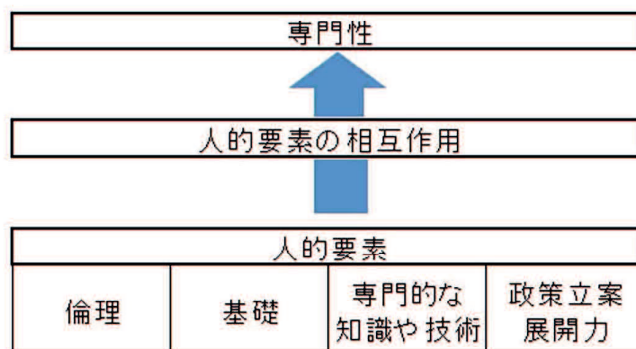 専門性
人的要素の相互作用
人的要素
倫理
基礎
専門的な
知識や技術
政策立案
展開力